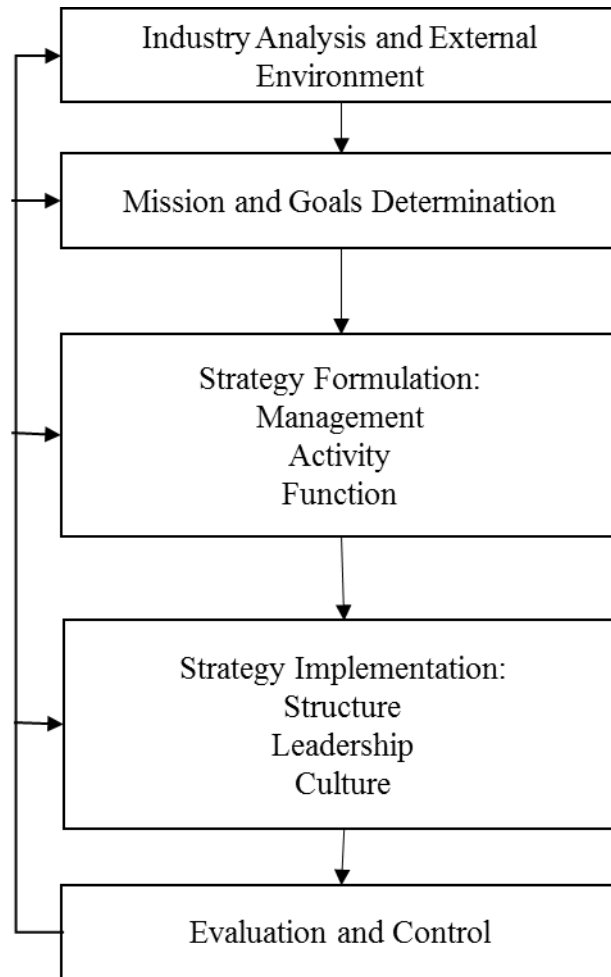 Industry Analysis and External
Environment
Mission and Goals Determination
Strategy Formulation:
Management
Activity
Function
Strategy Implementation:
Structure
Leadership
Culture
Evaluation and Control